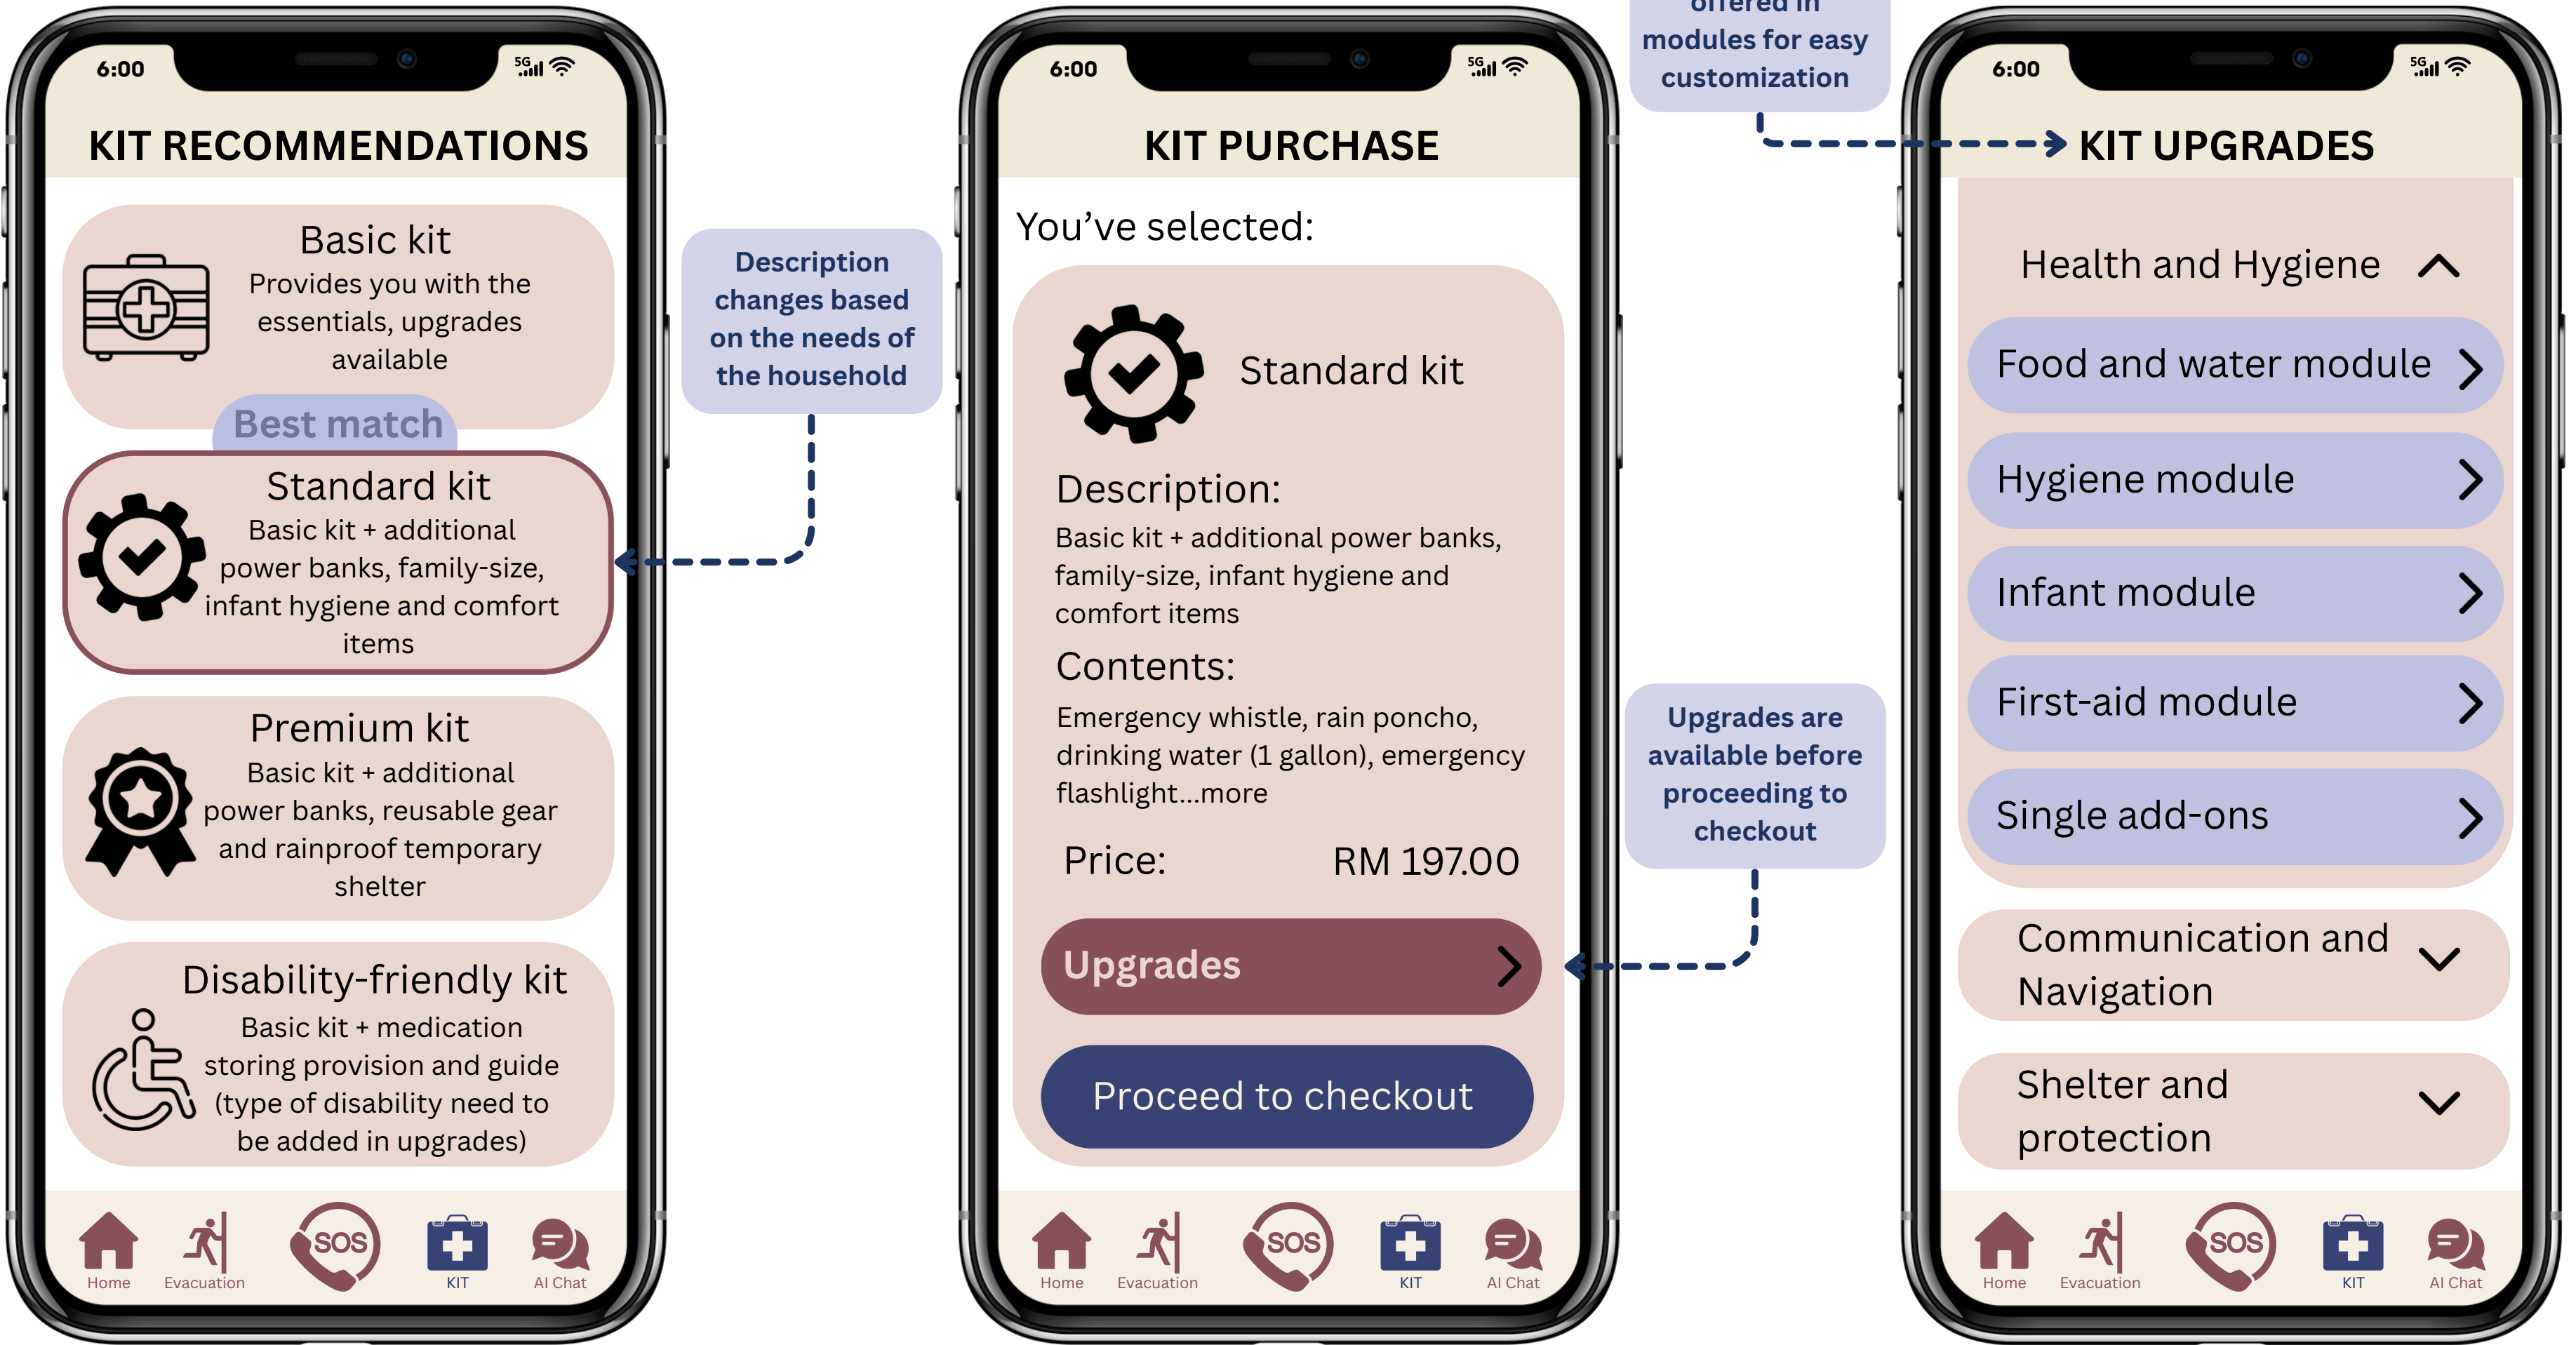 6:00
5G
KIT RECOMMENDATIONS
Basic kit
Provides you with the
essentials, upgrades
available
Best match
Standard kit
Basic kit + additional
power banks, family-size,
infant hygiene and comfort
items
Premium kit
Basic kit + additional
power banks, reusable gear
and rainproof temporary
shelter
Disability-friendly kit
Basic kit + medication
storing provision and guide
(type of disability need to
be added in upgrades)
Home
Evacuation
SOS
KIT
AI Chat
Description
changes based
on the needs of
the household
6:00
5G
KIT PURCHASE
You've selected:
Standard kit
Description:
Basic kit + additional power banks,
family-size, infant hygiene and
comfort items
Contents:
Emergency whistle, rain poncho,
drinking water (1 gallon), emergency
flashlight...more
Price: RM 197.00
Upgrades
Proceed to checkout
Home
Evacuation
SOS
KIT
AI Chat
offered in
modules for easy
customization
Upgrades are
available before
proceeding to
checkout
6:00
5G
KIT UPGRADES
Health and Hygiene
Food and water module
Hygiene module
Infant module
First-aid module
Single add-ons
Communication and
Navigation
Shelter and
protection
Home
Evacuation
SOS
KIT
AI Chat